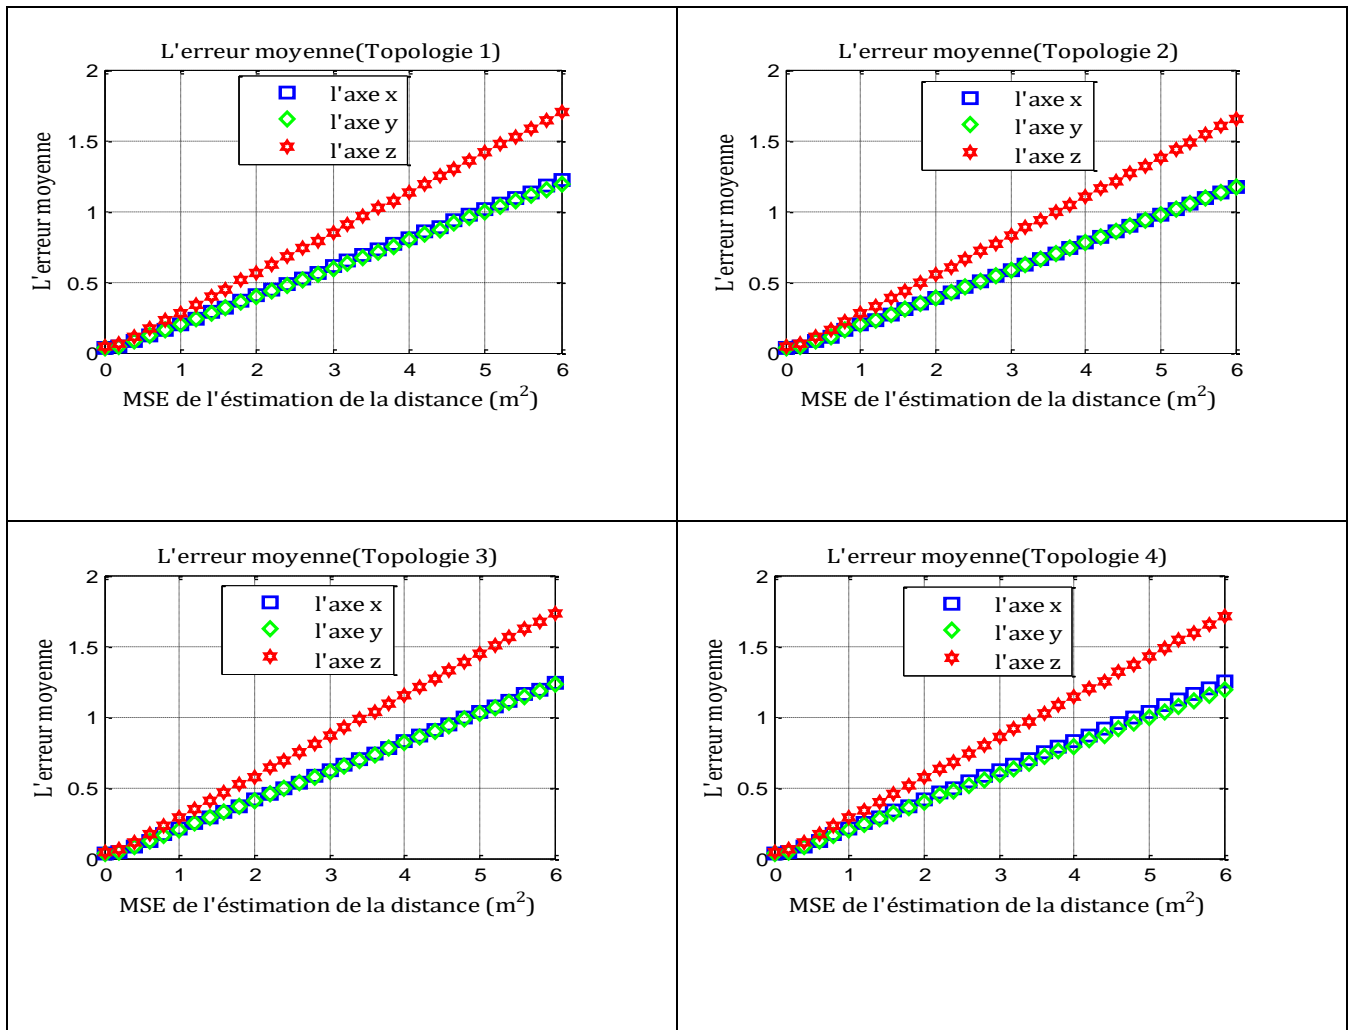 L'erreur moyenne(Topologie 1)
2
1.5
1
0.5
0
l'axe x
l'axe y
l'axe z
L'erreur moyenne
0 1 2 3 4 5 6
MSE de l'éstimation de la distance (m²)
L'erreur moyenne(Topologie 2)
2
1.5
1
0.5
0
l'axe x
l'axe y
l'axe z
L'erreur moyenne
0 1 2 3 4 5 6
MSE de l'éstimation de la distance (m²)
L'erreur moyenne(Topologie 3)
2
1.5
1
0.5
0
l'axe x
l'axe y
l'axe z
L'erreur moyenne
0 1 2 3 4 5 6
MSE de l'éstimation de la distance (m²)
L'erreur moyenne(Topologie 4)
2
1.5
1
0.5
0
l'axe x
l'axe y
l'axe z
L'erreur moyenne
0 1 2 3 4 5 6
MSE de l'éstimation de la distance (m²)